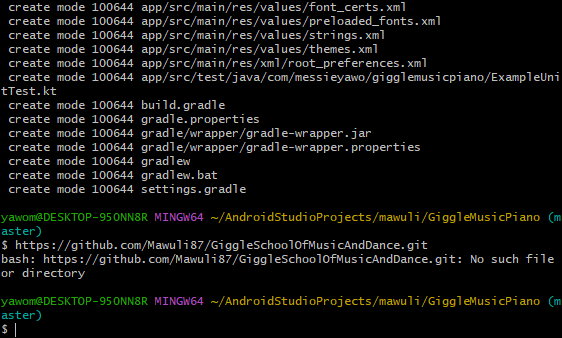 create mode 100644 app/src/main/res/values/font_certs.xml
create mode 100644 app/src/main/res/values/preloaded_fonts.xml
create mode 100644 app/src/main/res/values/strings.xml
create mode 100644 app/src/main/res/values/themes.xml
create mode 100644 app/src/main/res/xml/root_preferences.xml
create mode 100644 app/src/test/java/com/messieyawo/gigglemusicpiano/ExampleUni
tTest.kt
create mode 100644 build.gradle
create mode 100644 gradle.properties
create mode 100644 gradle/wrapper/gradle-wrapper.jar
create mode 100644 gradle/wrapper/gradle-wrapper.properties
create mode 100644 gradlew
create mode 100644 gradlew.bat
create mode 100644 settings.gradle
yawom@DESKTOP-95ONN8R MINGW64 ~/AndroidStudioProjects/mawuli/GiggleMusicPiano (m
aster)
$ https://github.com/Mawuli87/GiggleSchoolOfMusicAndDance.git
bash: https://github.com/Mawuli87/GiggleSchoolOfMusicAndDance.git: No such file
or directory
yawom@DESKTOP-95ONN8R MINGW64 ~/AndroidStudioProjects/mawuli/GiggleMusicPiano (m
aster)
$